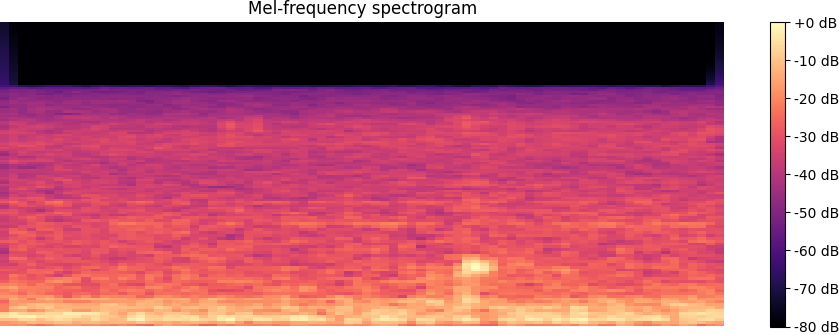 Mel-frequency spectrogram
+0 dB
-10 dB
-20 dB
-30 dB
-40 dB
-50 dB
-60 dB
-70 dB
-80 dB